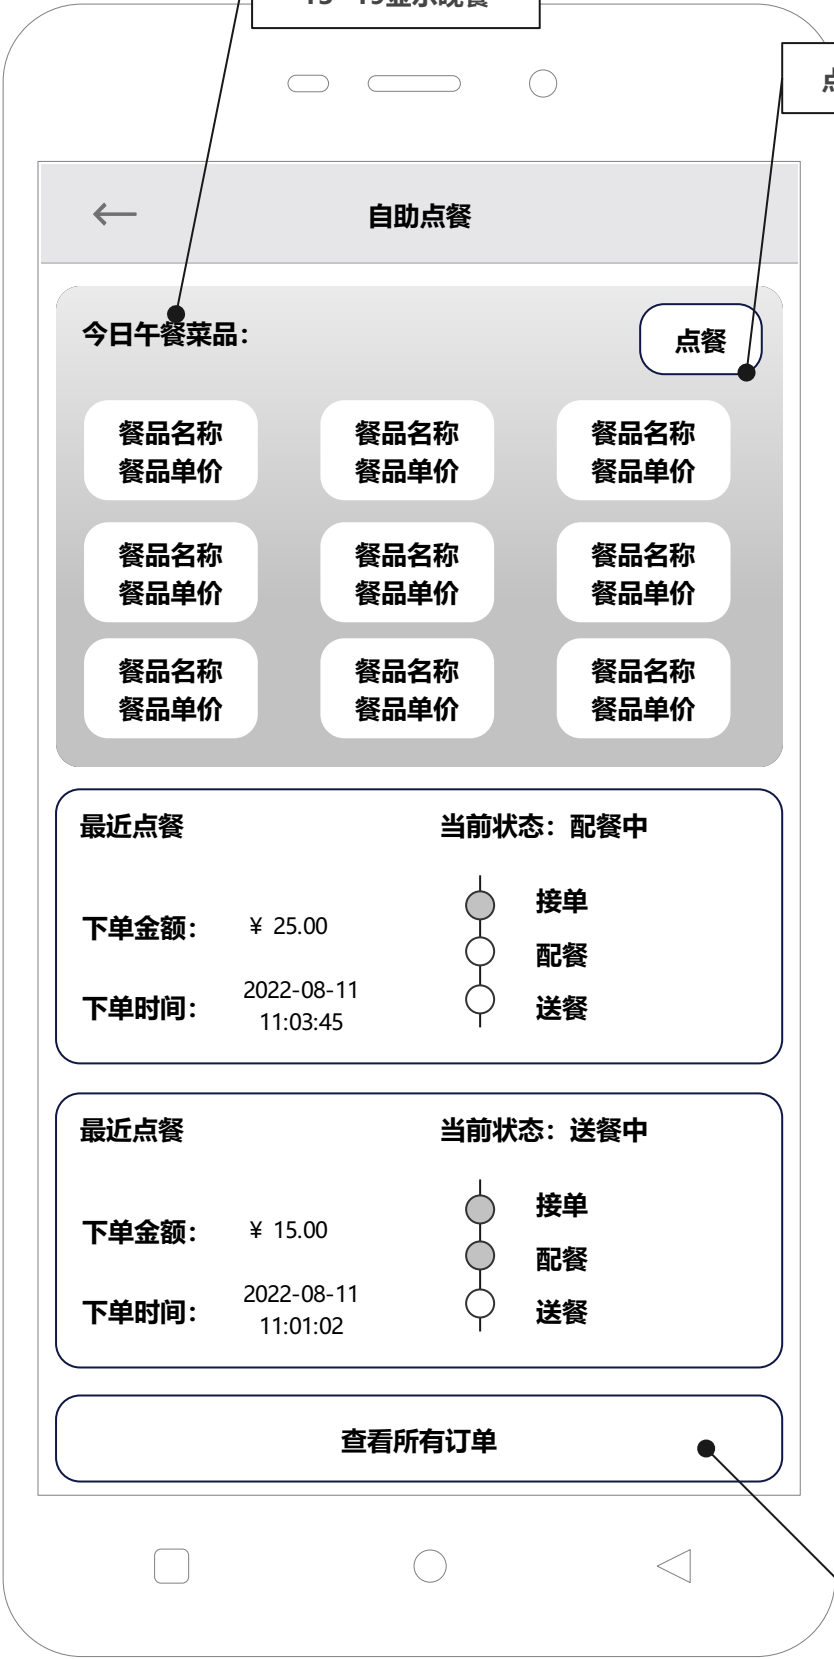 自助点餐
今日午餐菜品：
点餐
餐品名称 餐品名称 餐品名称
餐品单价 餐品单价 餐品单价
餐品名称 餐品名称 餐品名称
餐品单价 餐品单价 餐品单价
餐品名称 餐品名称 餐品名称
餐品单价 餐品单价 餐品单价
最近点餐
当前状态：配餐中
下单金额： ¥ 25.00
下单时间： 2022-08-11
11:03:45
接单
配餐
送餐
最近点餐
当前状态：送餐中
下单金额： ¥ 15.00
下单时间： 2022-08-11
11:01:02
接单
配餐
送餐
查看所有订单